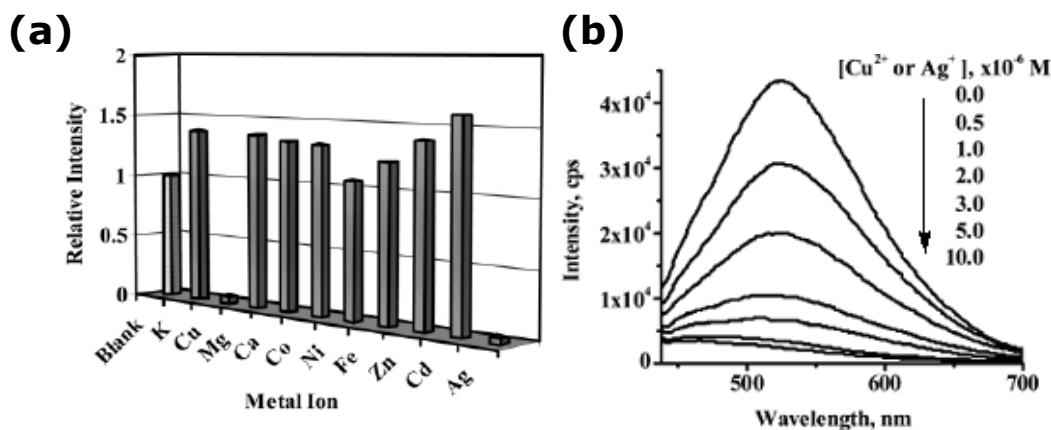 (a)
2
1.5
1
0.5
0
Relative Intensity
Blank
K
Cu
Mg
Ca
Co
Ni
Fe
Zn
Cd
Ag
Metal Ion
(b)
[Cu²⁺ or Ag⁺], x10⁻⁶ M
0.0
0.5
1.0
2.0
3.0
5.0
10.0
4x10⁴
3x10⁴
2x10⁴
1x10⁴
0
Intensity, cps
500
600
700
Wavelength, nm